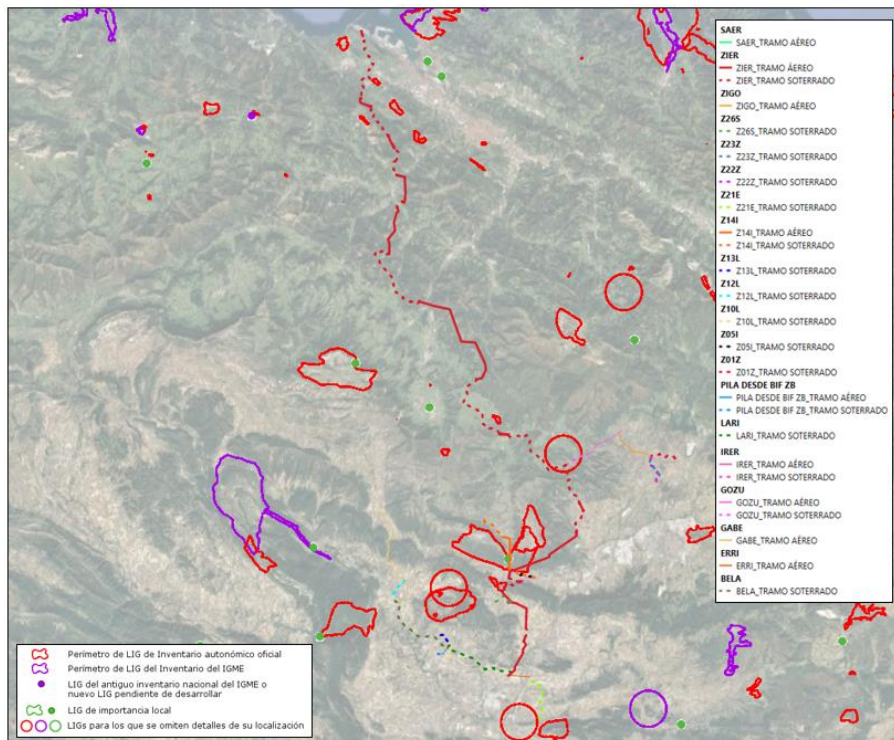 SAER
SAER_TRAMO AÉREO
ZIER
ZIER_TRAMO ÁEREO
ZIER_TRAMO SOTERRADO
ZIGO
ZIGO_TRAMO AÉREO
Z26S
Z26S_TRAMO SOTERRADO
Z23Z
Z23Z_TRAMO SOTERRADO
Z22Z
Z22Z_TRAMO SOTERRADO
Z21E
Z21E_TRAMO SOTERRADO
Z14I
Z14I_TRAMO AÉREO
Z14I_TRAMO SOTERRADO
Z13L
Z13L_TRAMO SOTERRADO
Z12L
Z12L_TRAMO SOTERRADO
Z10L
Z10L_TRAMO SOTERRADO
Z05I
Z05I_TRAMO SOTERRADO
Z01Z
Z01Z_TRAMO SOTERRADO
PILA DESDE BIF ZB
PILA DESDE BIF ZB_TRAMO AÉREO
PILA DESDE BIF ZB_TRAMO SOTERRADO
LARI
LARI_TRAMO SOTERRADO
IRER
IRER_TRAMO AÉREO
IRER_TRAMO SOTERRADO
GOZU
GOZU_TRAMO AÉREO
GOZU_TRAMO SOTERRADO
GABE
GABE_TRAMO AÉREO
ERRI
ERRI_TRAMO AÉREO
BELA
BELA_TRAMO SOTERRADO
Perímetro de LIG de Inventario autonómico oficial
Perímetro de LIG del Inventario del IGME
LIG del antiguo inventario nacional del IGME o
nuevo LIG pendiente de desarrollar
LIG de importancia local
LIGs para los que se omiten detalles de su localización